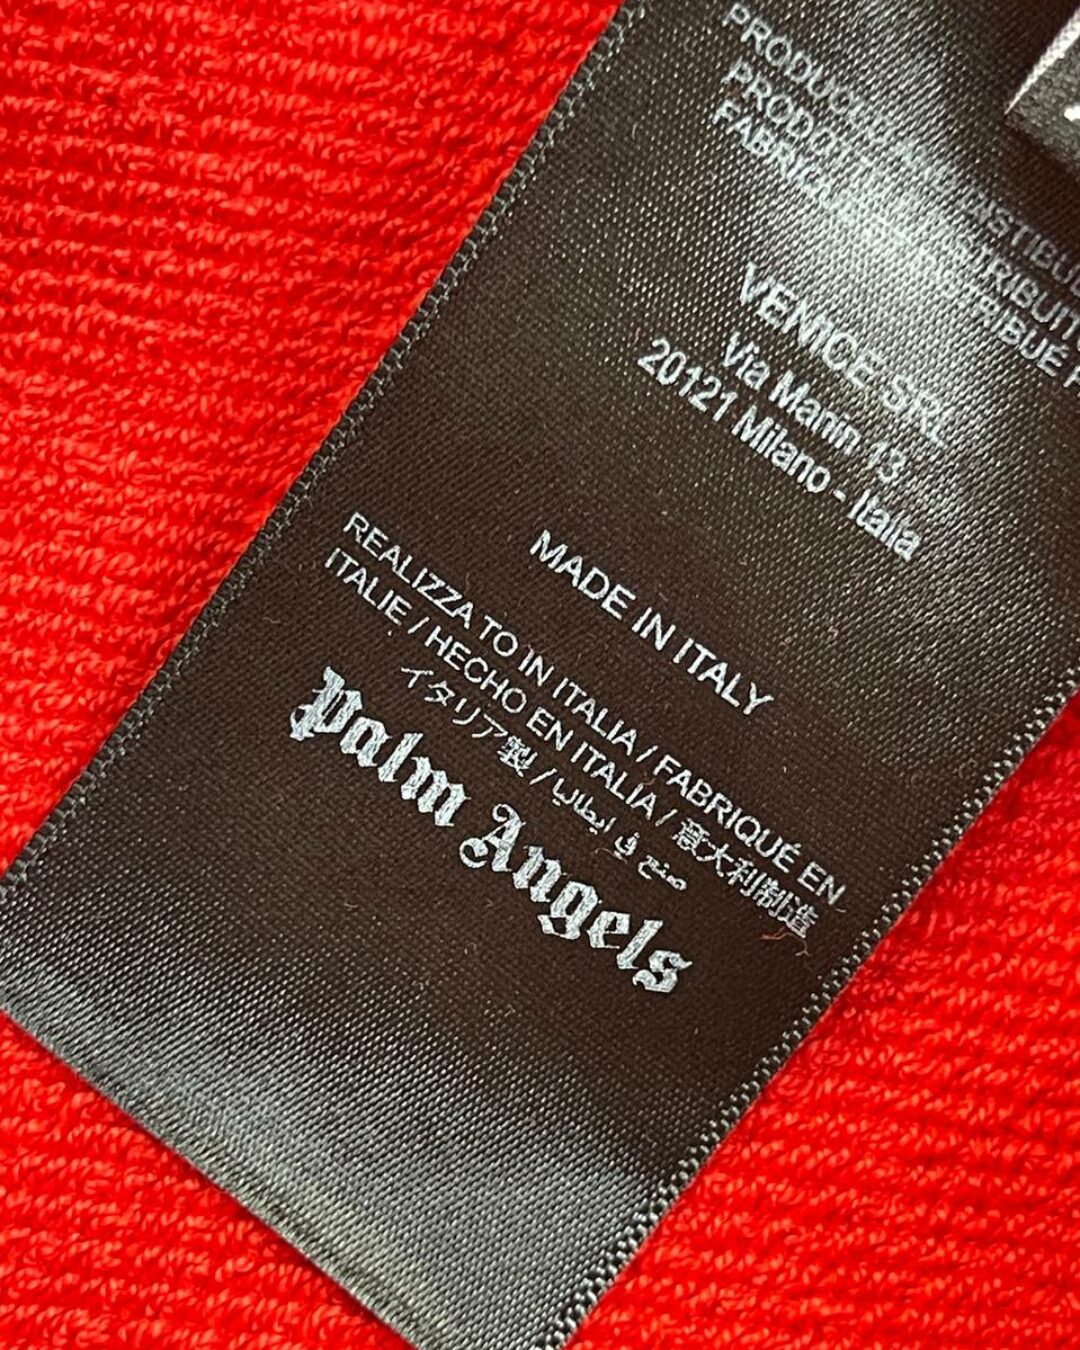 VENICE SRL
Via Manin 13
20121 Milano - Italia
MADE IN ITALY
REALIZZA TO IN ITALIA / FABRIQUÉ EN
ITALIE / HECHO EN ITALIA / 意大利制造
イタリア製 / صنع في ايطاليا
Palm Angels